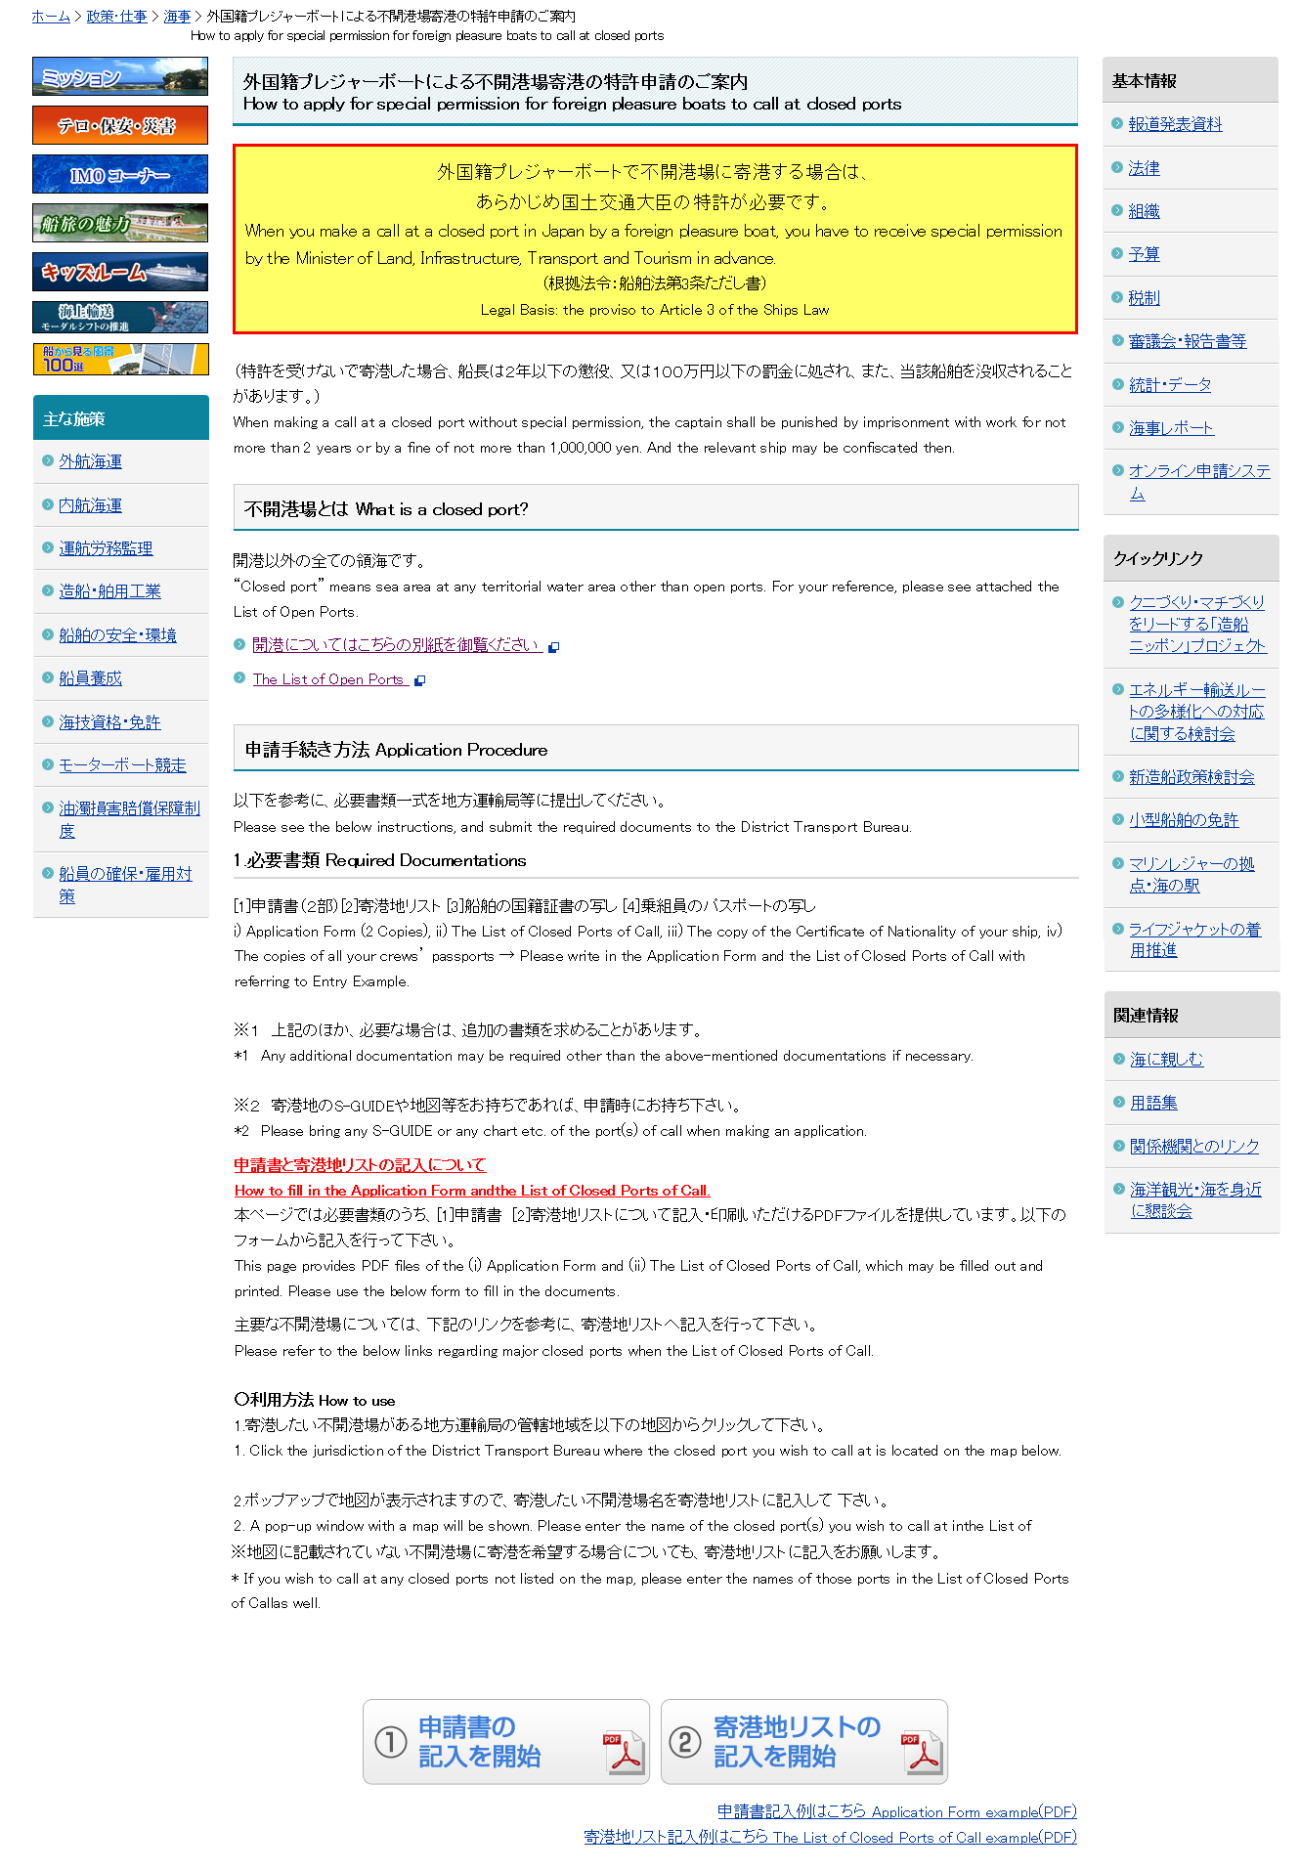 ホーム > 政策・仕事 > 海事 > 外国籍プレジャーボートによる不開港場寄港の特許申請のご案内
How to apply for special permission for foreign pleasure boats to call at closed ports
ミッション
テロ・保安・災害
IMO コーナー
船旅の魅力
キッズルーム
海上輸送
モーダルシフトの推進
船から見る風景
100選
主な施策
外航海運
内航海運
運航労務監理
造船・舶用工業
船舶の安全・環境
船員養成
海技資格・免許
モーターボート競走
油濁損害賠償保障制
度
船員の確保・雇用対
策
外国籍プレジャーボートによる不開港場寄港の特許申請のご案内
How to apply for special permission for foreign pleasure boats to call at closed ports
外国籍プレジャーボートで不開港場に寄港する場合は、
あらかじめ国土交通大臣の特許が必要です。
When you make a call at a closed port in Japan by a foreign pleasure boat, you have to receive special permission
by the Minister of Land, Infrastructure, Transport and Tourism in advance.
（根拠法令：船舶法第3条ただし書）
Legal Basis: the proviso to Article 3 of the Ships Law
（特許を受けないで寄港した場合、船長は２年以下の懲役、又は１００万円以下の罰金に処され、また、当該船舶を没収されること
があります。）
When making a call at a closed port without special permission, the captain shall be punished by imprisonment with work for not
more than 2 years or by a fine of not more than 1,000,000 yen. And the relevant ship may be confiscated then.
不開港場とは What is a closed port?
開港以外の全ての領海です。
“Closed port” means sea area at any territorial water area other than open ports. For your reference, please see attached the
List of Open Ports.
開港についてはこちらの別紙を御覧ください
The List of Open Ports
申請手続き方法 Application Procedure
以下を参考に、必要書類一式を地方運輸局等に提出してください。
Please see the below instructions, and submit the required documents to the District Transport Bureau.
1.必要書類 Required Documentations
[1]申請書（２部） [2]寄港地リスト [3]船舶の国籍証書の写し [4]乗組員のパスポートの写し
i) Application Form (2 Copies), ii) The List of Closed Ports of Call, iii) The copy of the Certificate of Nationality of your ship, iv)
The copies of all your crews’ passports → Please write in the Application Form and the List of Closed Ports of Call with
referring to Entry Example.
※１　上記のほか、必要な場合は、追加の書類を求めることがあります。
*1 Any additional documentation may be required other than the above-mentioned documentations if necessary.
※２　寄港地のS-GUIDEや地図等をお持ちであれば、申請時にお持ち下さい。
*2 Please bring any S-GUIDE or any chart etc. of the port(s) of call when making an application.
申請書と寄港地リストの記入について
How to fill in the Application Form andthe List of Closed Ports of Call.
本ページでは必要書類のうち、[1]申請書　[2]寄港地リストについて記入・印刷いただけるPDFファイルを提供しています。以下の
フォームから記入を行って下さい。
This page provides PDF files of the (i) Application Form and (ii) The List of Closed Ports of Call, which may be filled out and
printed. Please use the below form to fill in the documents.
主要な不開港場については、下記のリンクを参考に、寄港地リストへ記入を行って下さい。
Please refer to the below links regarding major closed ports when the List of Closed Ports of Call.
○利用方法 How to use
1.寄港したい不開港場がある地方運輸局の管轄地域を以下の地図からクリックして下さい。
1. Click the jurisdiction of the District Transport Bureau where the closed port you wish to call at is located on the map below.
2.ポップアップで地図が表示されますので、寄港したい不開港場名を寄港地リストに記入して 下さい。
2. A pop-up window with a map will be shown. Please enter the name of the closed port(s) you wish to call at inthe List of
※地図に記載されていない不開港場に寄港を希望する場合についても、寄港地リストに記入をお願いします。
* If you wish to call at any closed ports not listed on the map, please enter the names of those ports in the List of Closed Ports
of Callas well.
① 申請書の
記入を開始
PDF
② 寄港地リストの
記入を開始
PDF
申請書記入例はこちら Application Form example(PDF)
寄港地リスト記入例はこちら The List of Closed Ports of Call example(PDF)
基本情報
報道発表資料
法律
組織
予算
税制
審議会・報告書等
統計・データ
海事レポート
オンライン申請システ
ム
クイックリンク
クニづくり・マチづくり
をリードする「造船
ニッポン」プロジェクト
エネルギー輸送ルー
トの多様化への対応
に関する検討会
新造船政策検討会
小型船舶の免許
マリンレジャーの拠
点・海の駅
ライフジャケットの着
用推進
関連情報
海に親しむ
用語集
関係機関とのリンク
海洋観光・海を身近
に懇談会